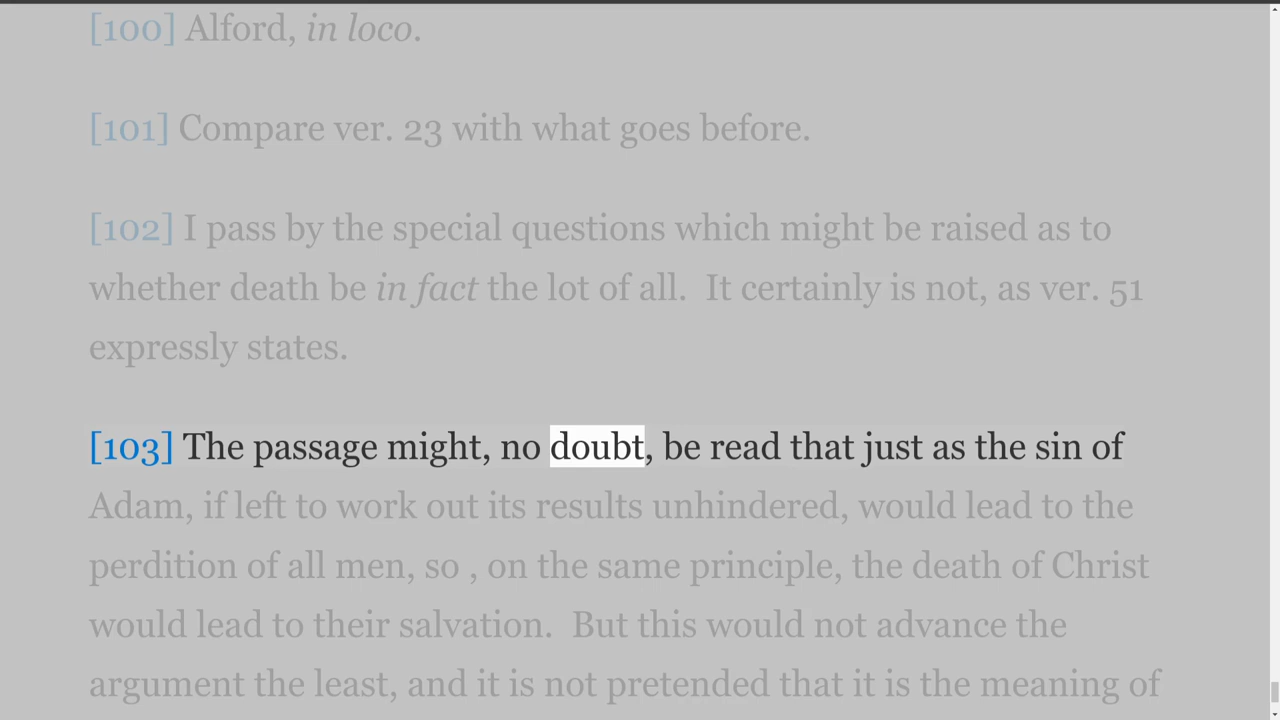 [100] Alford, in loco.
[101] Compare ver. 23 with what goes before.
[102] I pass by the special questions which might be raised as to
whether death be in fact the lot of all.  It certainly is not, as ver. 51
expressly states.
[103] The passage might, no doubt, be read that just as the sin of
Adam, if left to work out its results unhindered, would lead to the
perdition of all men, so , on the same principle, the death of Christ
would lead to their salvation.  But this would not advance the
argument the least, and it is not pretended that it is the meaning of